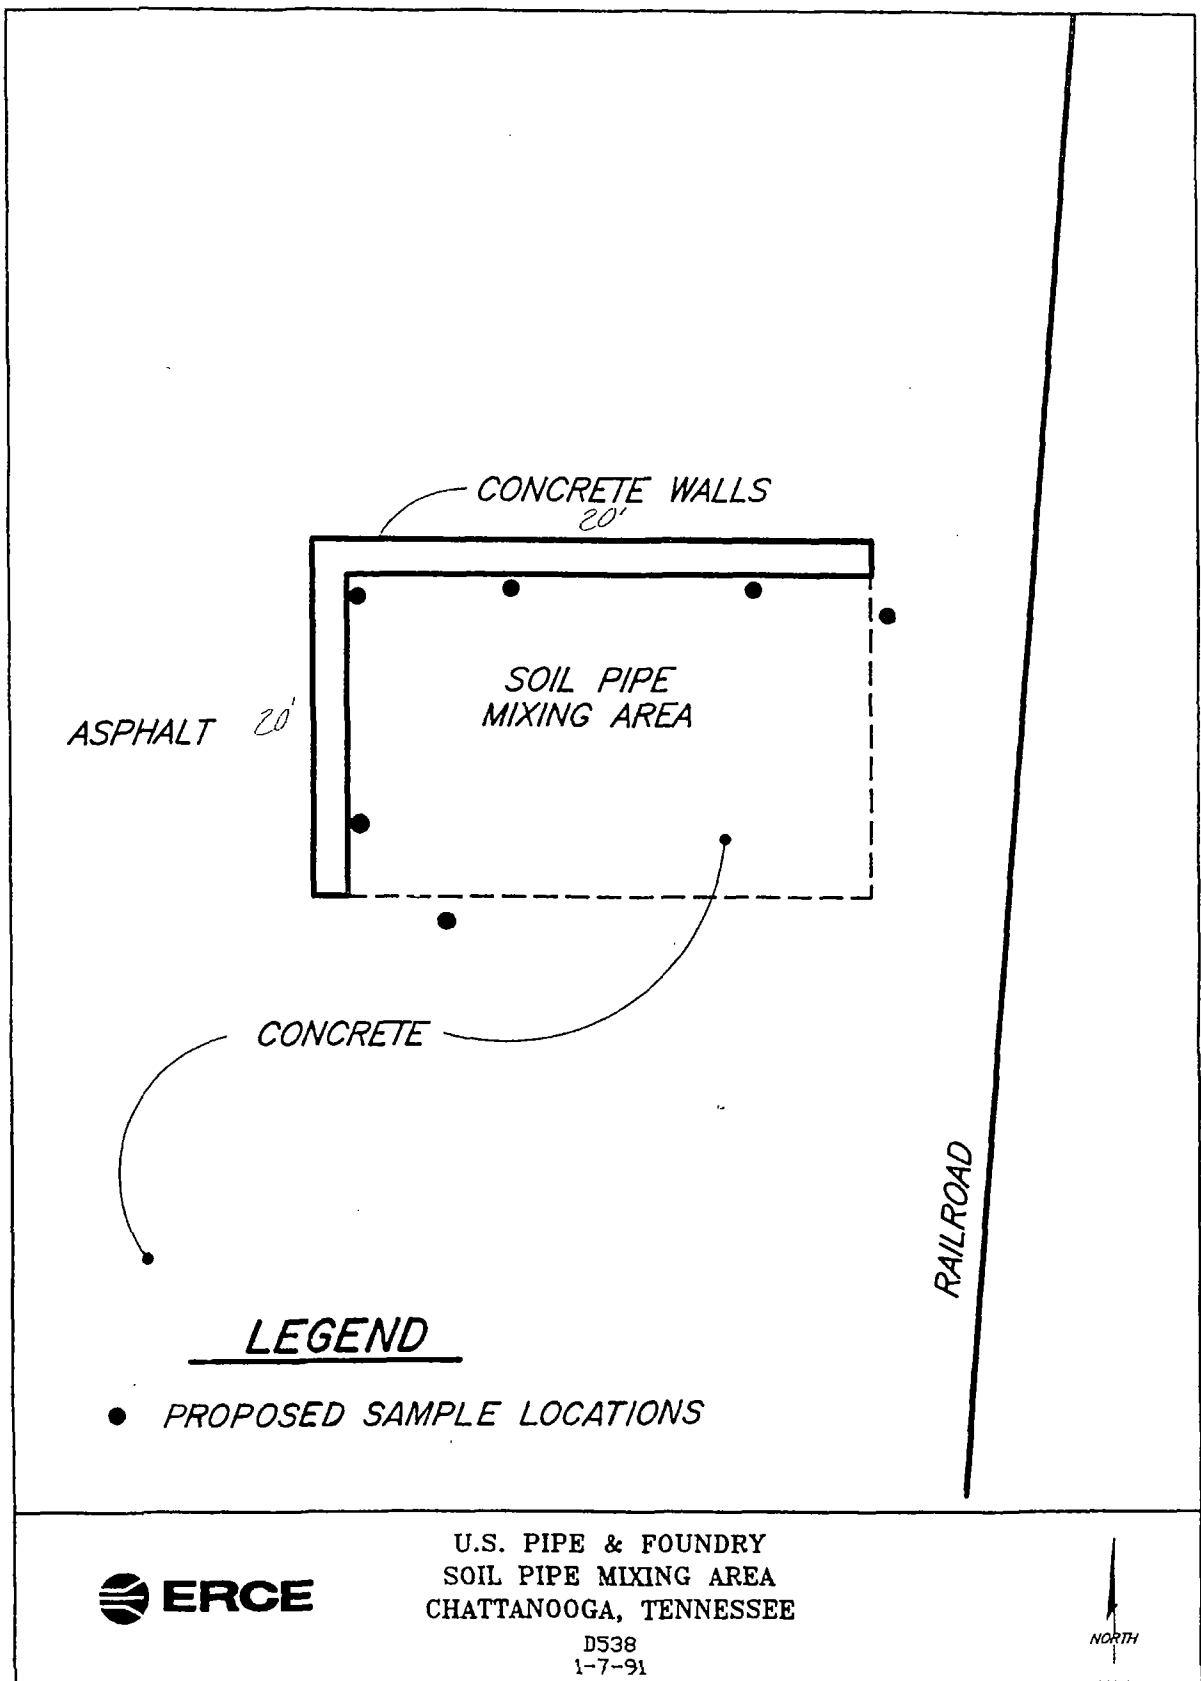 CONCRETE WALLS
20'
SOIL PIPE
MIXING AREA
ASPHALT
20'
CONCRETE
RAILROAD
LEGEND
PROPOSED SAMPLE LOCATIONS
ERCE
U.S. PIPE & FOUNDRY
SOIL PIPE MIXING AREA
CHATTANOOGA, TENNESSEE
D538
1-7-91
NORTH